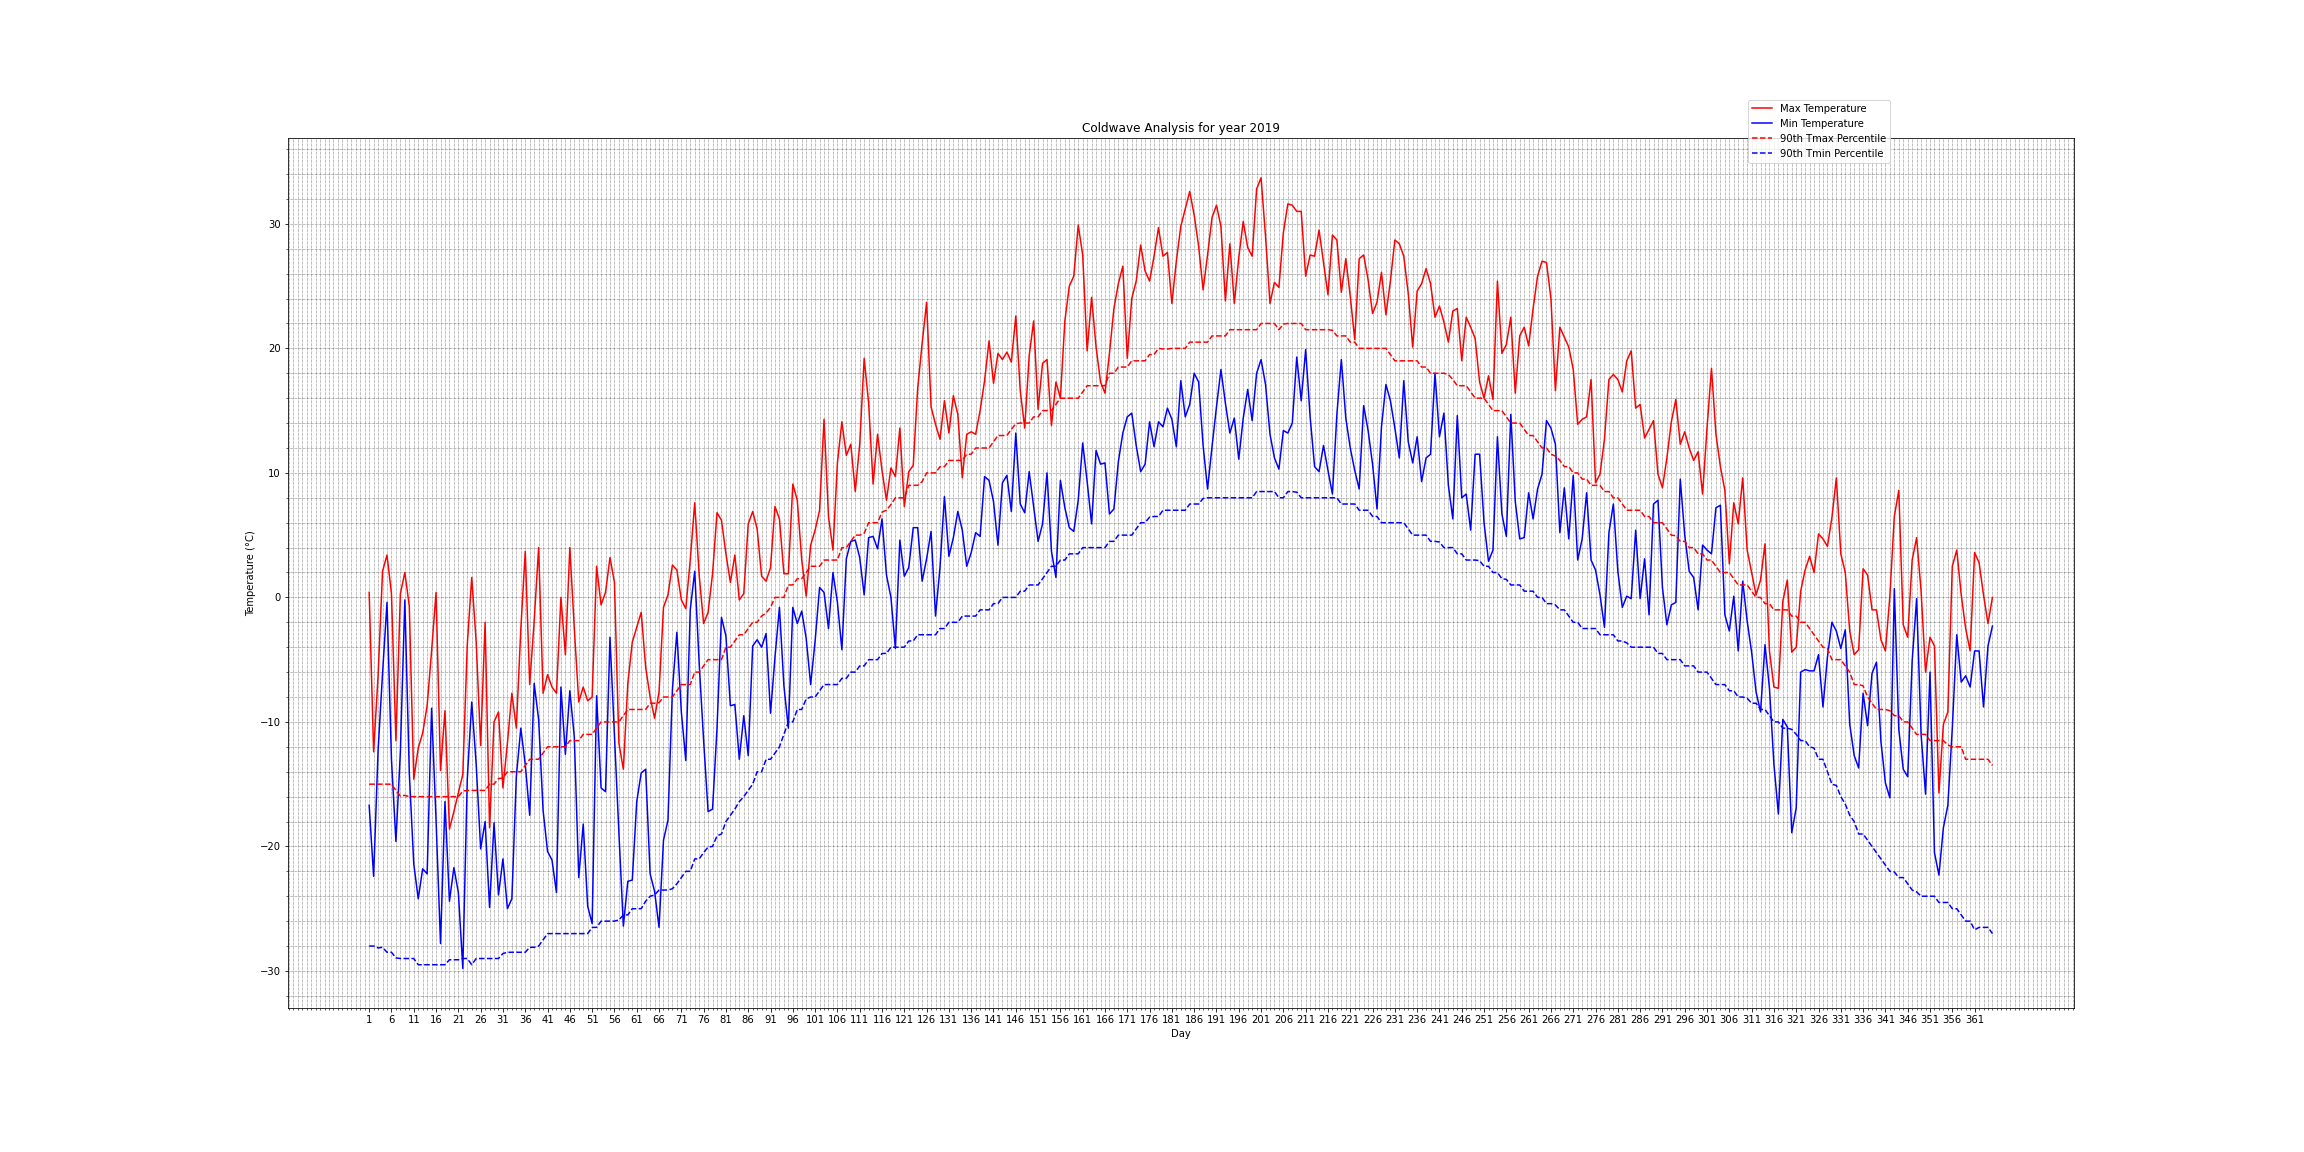 Max Temperature
Min Temperature
90th Tmax Percentile
90th Tmin Percentile
Coldwave Analysis for year 2019
30
20
10
0
−10
−20
−30
Temperature (°C)
1 6 11 16 21 26 31 36 41 46 51 56 61 66 71 76 81 86 91 96 101 106 111 116 121 126 131 136 141 146 151 156 161 166 171 176 181 186 191 196 201 206 211 216 221 226 231 236 241 246 251 256 261 266 271 276 281 286 291 296 301 306 311 316 321 326 331 336 341 346 351 356 361
Day